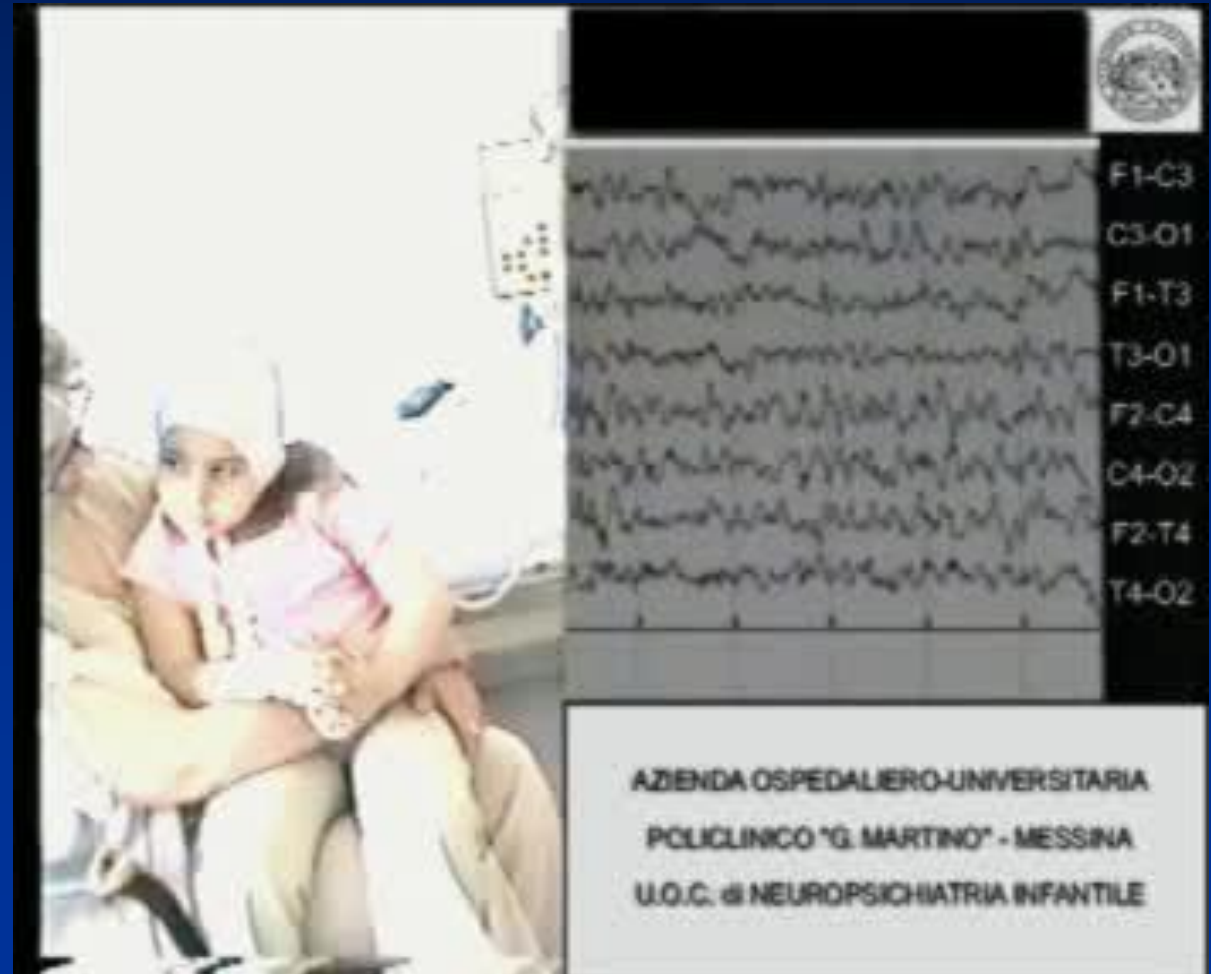 F1-C3
C3-O1
F1-T3
T3-O1
F2-C4
C4-O2
F2-T4
T4-O2
AZIENDA OSPEDALIERO-UNIVERSITARIA
POLICLINICO "G. MARTINO" - MESSINA
U.O.C. di NEUROPSICHIATRIA INFANTILE